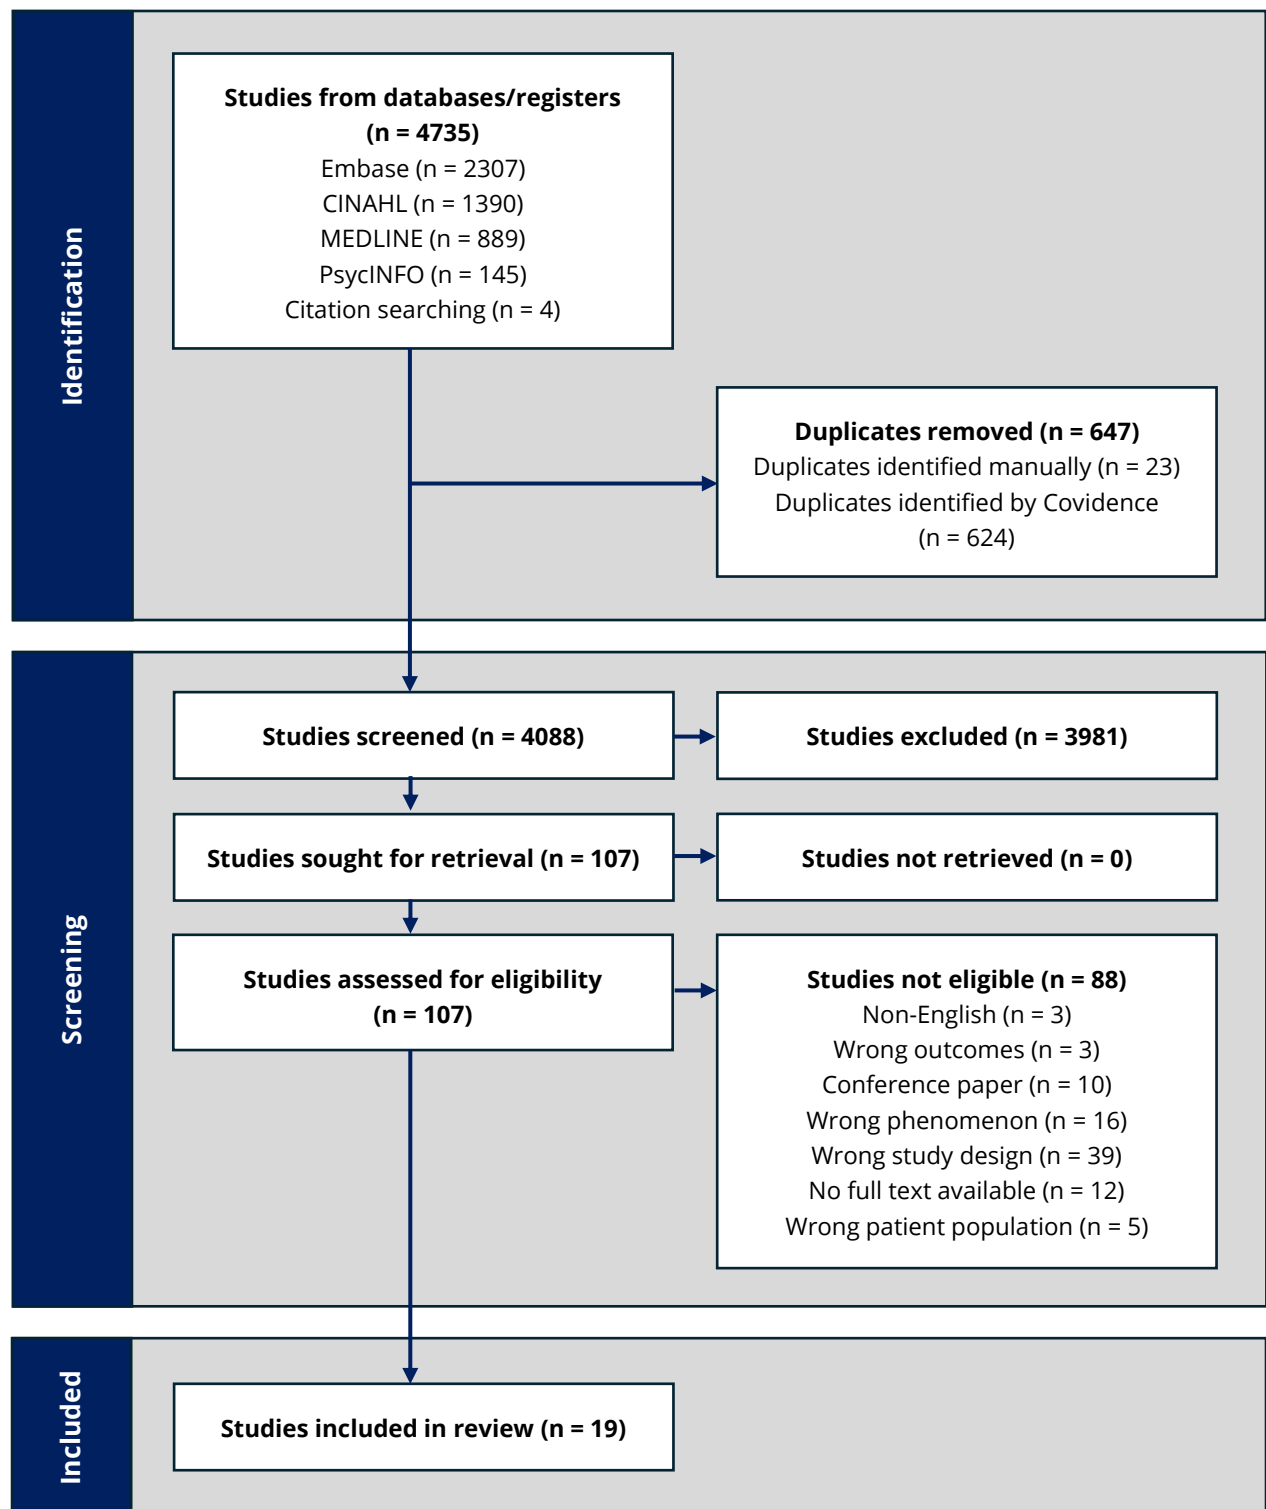 Identification
Studies from databases/registers
(n = 4735)
Embase (n = 2307)
CINAHL (n = 1390)
MEDLINE (n = 889)
PsycINFO (n = 145)
Citation searching (n = 4)
Duplicates removed (n = 647)
Duplicates identified manually (n = 23)
Duplicates identified by Covidence
(n = 624)
Screening
Studies screened (n = 4088)
Studies excluded (n = 3981)
Studies sought for retrieval (n = 107)
Studies not retrieved (n = 0)
Studies assessed for eligibility
(n = 107)
Studies not eligible (n = 88)
Non-English (n = 3)
Wrong outcomes (n = 3)
Conference paper (n = 10)
Wrong phenomenon (n = 16)
Wrong study design (n = 39)
No full text available (n = 12)
Wrong patient population (n = 5)
Included
Studies included in review (n = 19)